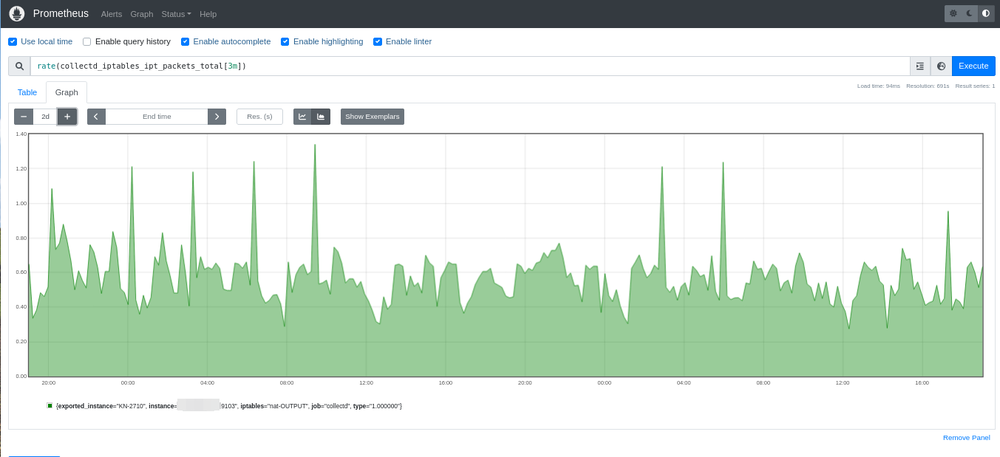 Prometheus Alerts Graph Status Help
Use local time Enable query history Enable autocomplete Enable highlighting Enable linter
rate(collectd_iptables_ipt_packets_total[3m]) Execute
Load time: 94ms Resolution: 691s Result series: 1
Table Graph
2d End time Res. (s) Show Exemplars
1.40
1.20
1.00
0.80
0.60
0.40
0.20
0.00
20:00 00:00 04:00 08:00 12:00 16:00 20:00 00:00 04:00 08:00 12:00 16:00
{exported_instance="KN-2710", instance= :9103", iptables="nat-OUTPUT", job="collectd", type="1.000000"}
Remove Panel